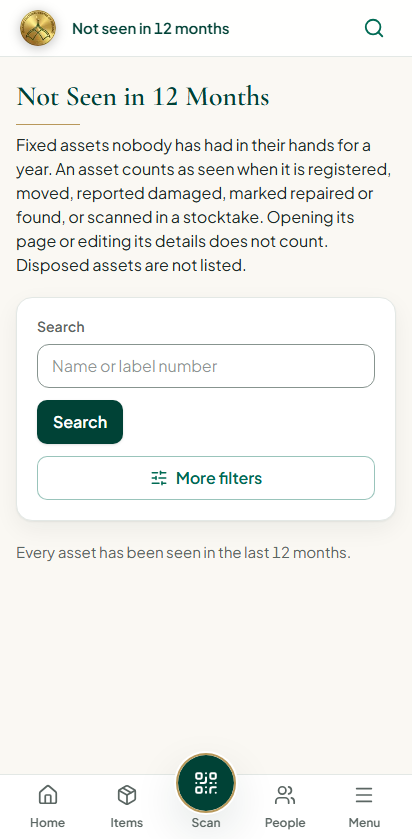 Not seen in 12 months
Not Seen in 12 Months
Fixed assets nobody has had in their hands for a
year. An asset counts as seen when it is registered,
moved, reported damaged, marked repaired or
found, or scanned in a stocktake. Opening its
page or editing its details does not count.
Disposed assets are not listed.
Search
Name or label number
Search
More filters
Every asset has been seen in the last 12 months.
Home
Items
Scan
People
Menu